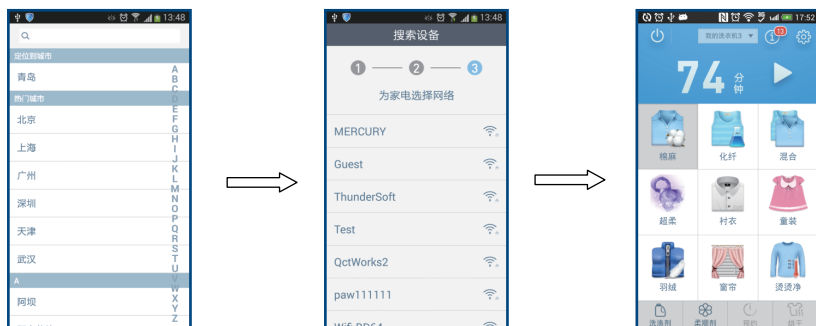 13:48
定位到城市
青岛
热门城市
北京
上海
广州
深圳
天津
武汉
A
阿坝
A
B
C
D
E
F
G
H
I
J
K
L
M
N
O
P
Q
R
S
T
U
V
W
X
Y
Z
13:48
搜索设备
1 2 3
为家电选择网络
MERCURY
Guest
ThunderSoft
Test
QctWorks2
paw111111
17:52
我的洗衣机3
13
74分钟
棉麻 化纤 混合
超柔 衬衣 童装
羽绒 窗帘 烫烫净
洗涤剂 柔顺剂 预约 烘干